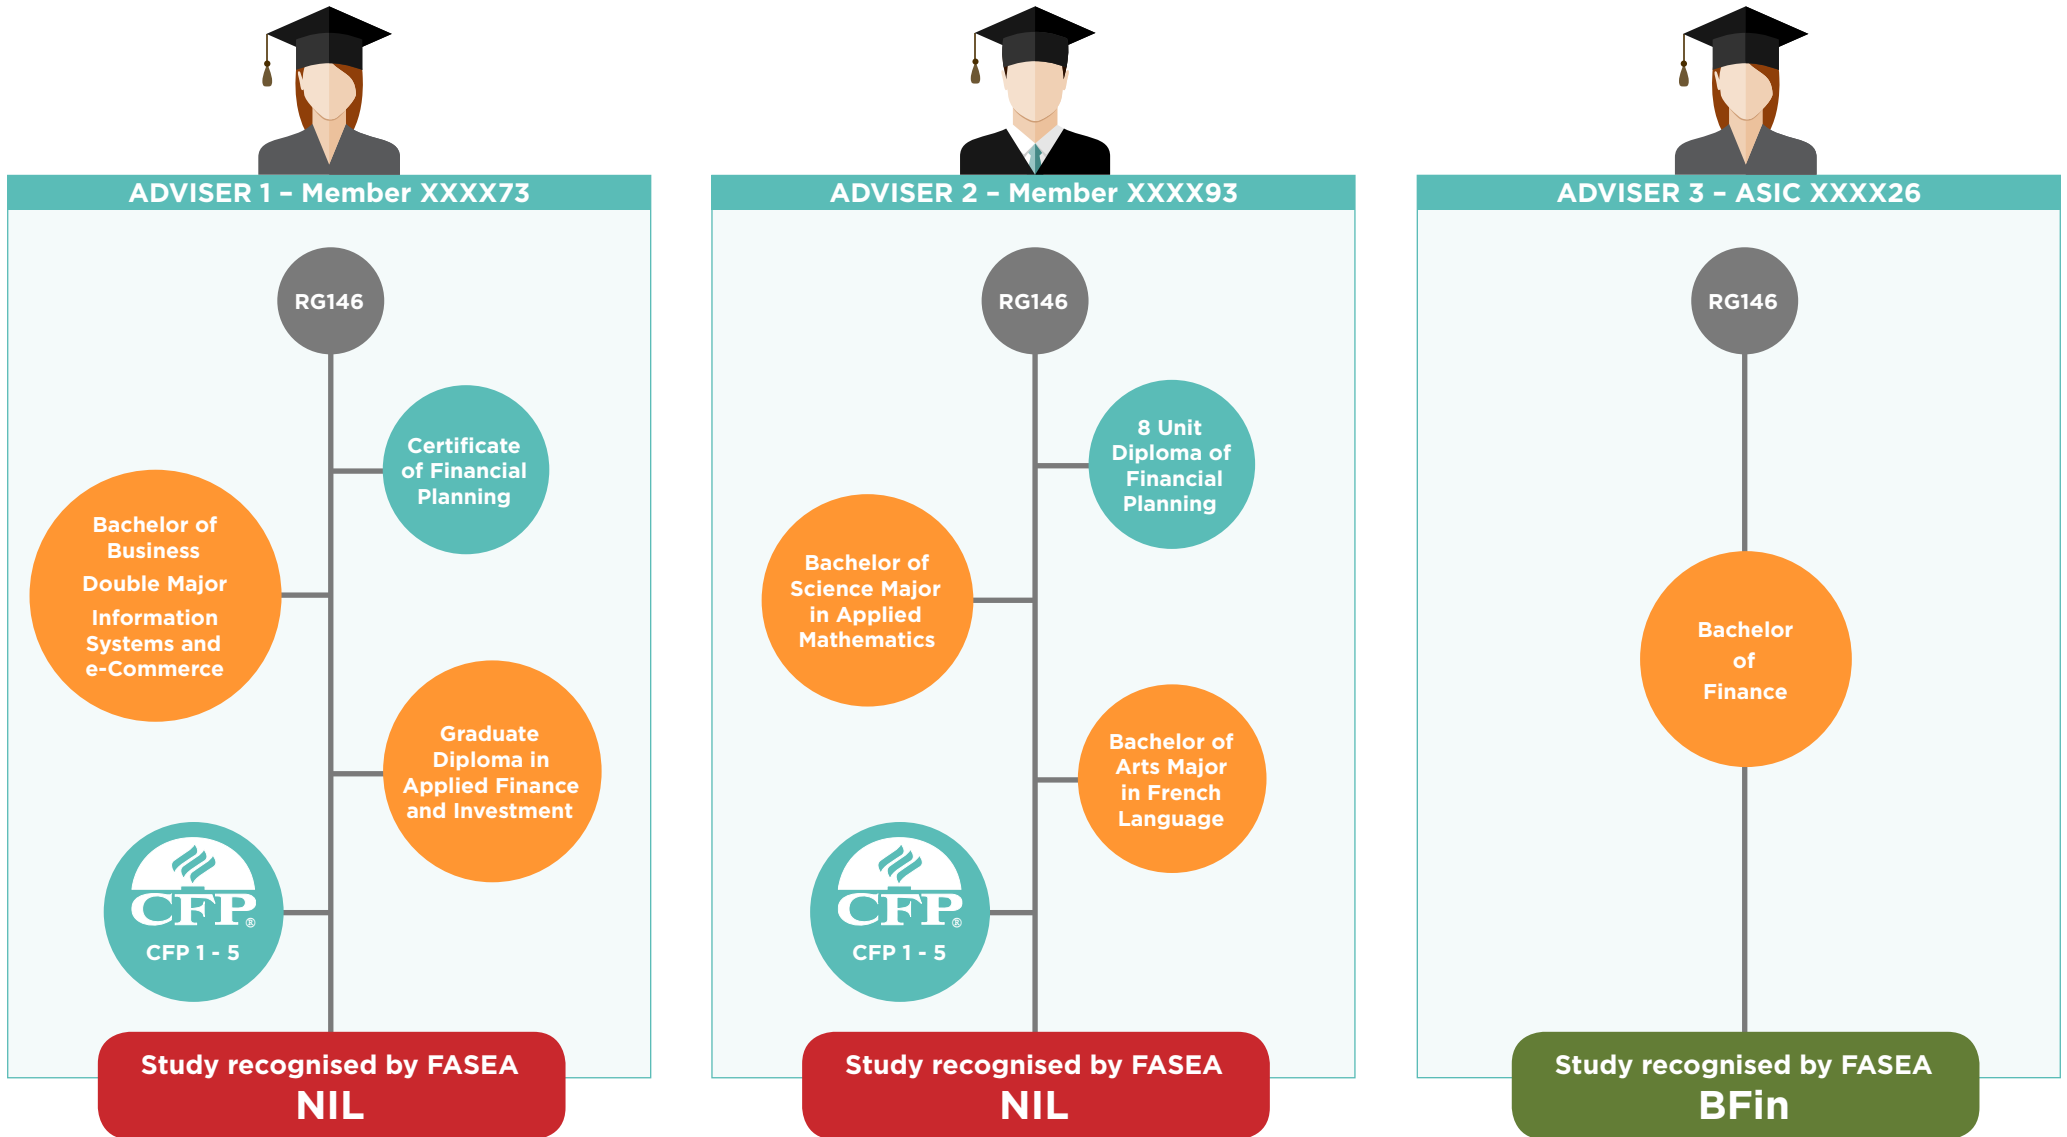 ADVISER 1 – Member XXXX73
RG146
Certificate
of Financial
Planning
Bachelor of
Business
Double Major
Information
Systems and
e-Commerce
Graduate
Diploma in
Applied Finance
and Investment
CFP®
CFP 1 - 5
Study recognised by FASEA
NIL
ADVISER 2 – Member XXXX93
RG146
8 Unit
Diploma of
Financial
Planning
Bachelor of
Science Major
in Applied
Mathematics
Bachelor of
Arts Major
in French
Language
CFP®
CFP 1 - 5
Study recognised by FASEA
NIL
ADVISER 3 – ASIC XXXX26
RG146
Bachelor
of
Finance
Study recognised by FASEA
BFin